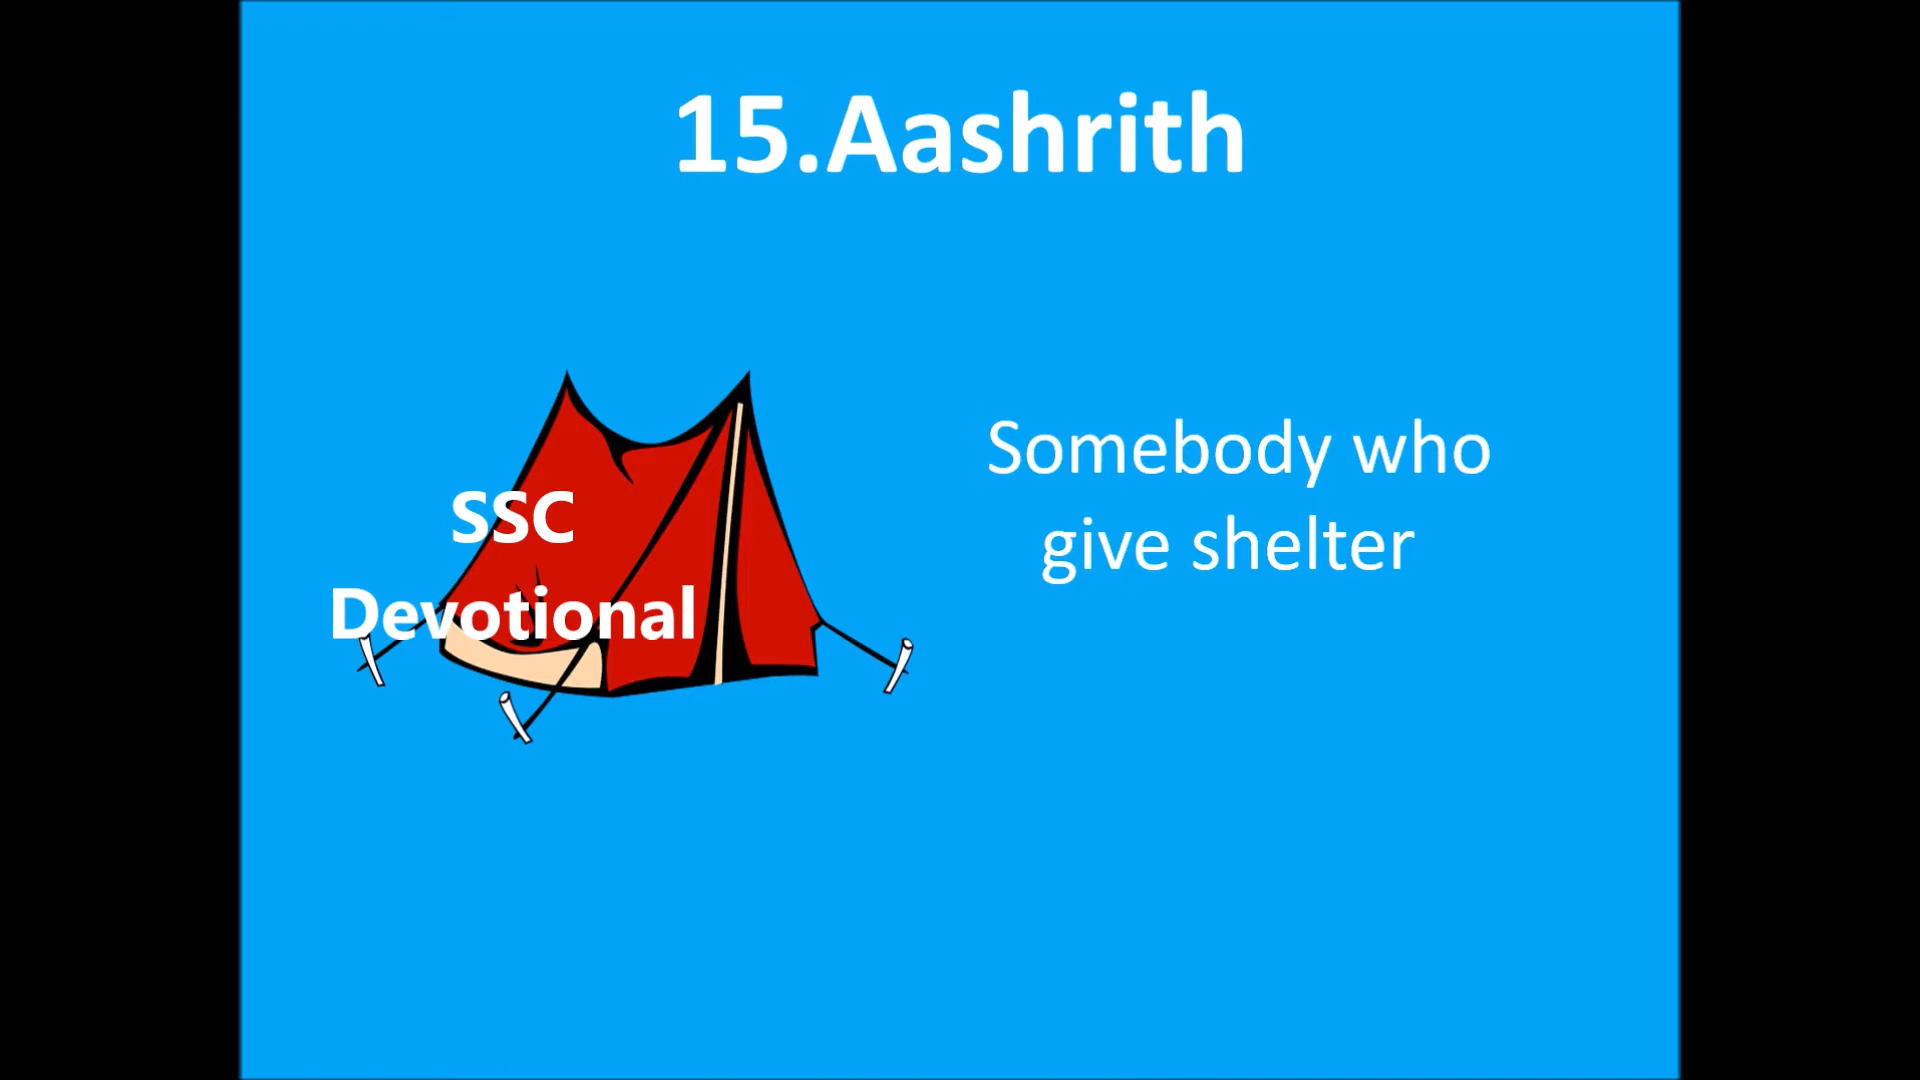 15.Aashrith
Somebody who
give shelter
SSC
Devotional